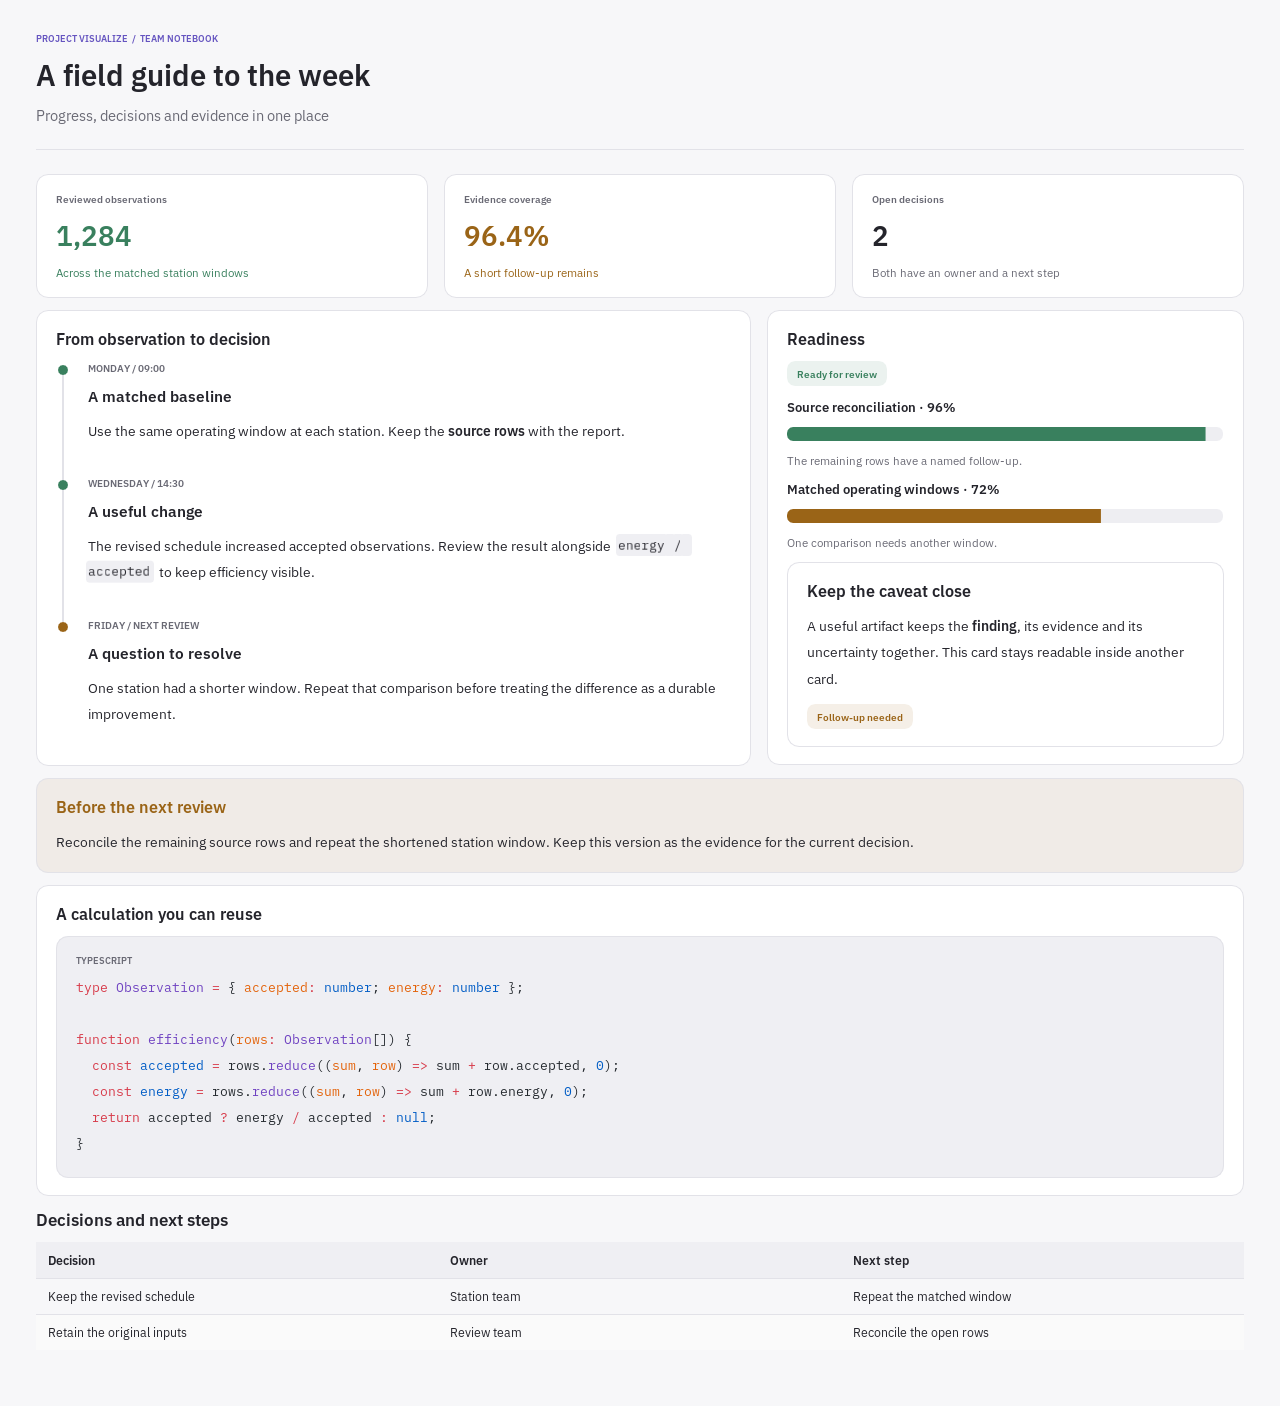 PROJECT VISUALIZE / TEAM NOTEBOOK
A field guide to the week
Progress, decisions and evidence in one place
Reviewed observations
1,284
Across the matched station windows
Evidence coverage
96.4%
A short follow-up remains
Open decisions
2
Both have an owner and a next step
From observation to decision
MONDAY / 09:00
A matched baseline
Use the same operating window at each station. Keep the source rows with the report.
WEDNESDAY / 14:30
A useful change
The revised schedule increased accepted observations. Review the result alongside energy /
accepted to keep efficiency visible.
FRIDAY / NEXT REVIEW
A question to resolve
One station had a shorter window. Repeat that comparison before treating the difference as a durable
improvement.
Readiness
Ready for review
Source reconciliation · 96%
The remaining rows have a named follow-up.
Matched operating windows · 72%
One comparison needs another window.
Keep the caveat close
A useful artifact keeps the finding, its evidence and its
uncertainty together. This card stays readable inside another
card.
Follow-up needed
Before the next review
Reconcile the remaining source rows and repeat the shortened station window. Keep this version as the evidence for the current decision.
A calculation you can reuse
TYPESCRIPT
type Observation = { accepted: number; energy: number };
function efficiency(rows: Observation[]) {
  const accepted = rows.reduce((sum, row) => sum + row.accepted, 0);
  const energy = rows.reduce((sum, row) => sum + row.energy, 0);
  return accepted ? energy / accepted : null;
}
Decisions and next steps
Decision Owner Next step
Keep the revised schedule Station team Repeat the matched window
Retain the original inputs Review team Reconcile the open rows